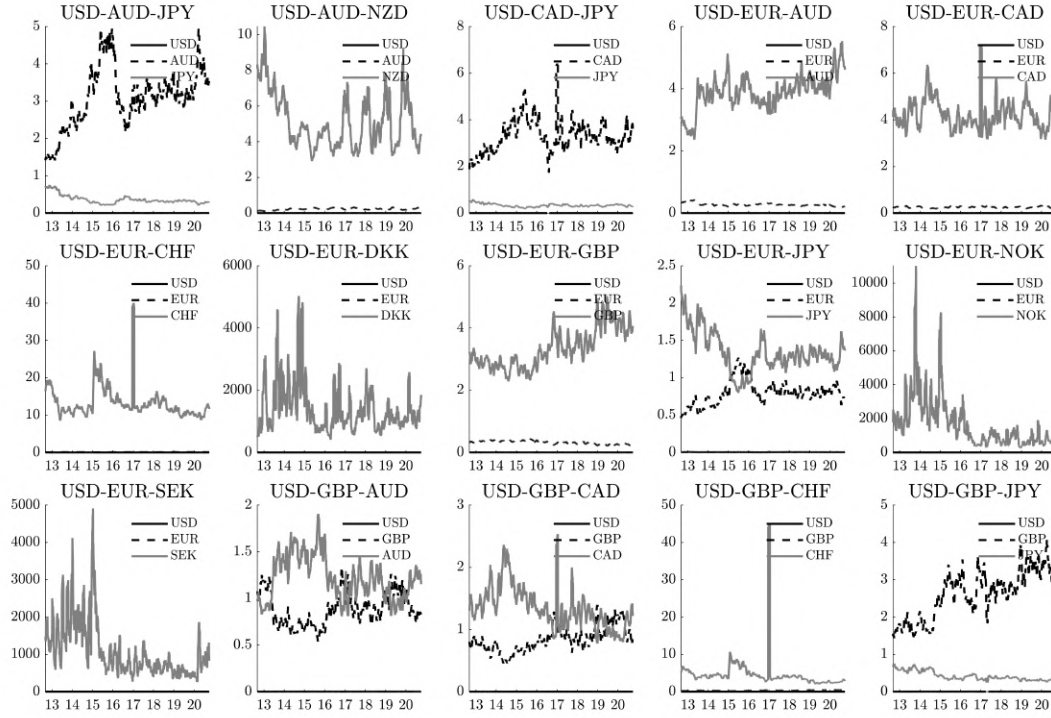 USD-AUD-JPY
5
4
3
2
1
0
USD
AUD
JPY
13 14 15 16 17 18 19 20
USD-AUD-NZD
10
8
6
4
2
0
USD
AUD
NZD
13 14 15 16 17 18 19 20
USD-CAD-JPY
8
6
4
2
0
USD
CAD
JPY
13 14 15 16 17 18 19 20
USD-EUR-AUD
6
4
2
0
USD
EUR
AUD
13 14 15 16 17 18 19 20
USD-EUR-CAD
8
6
4
2
0
USD
EUR
CAD
13 14 15 16 17 18 19 20
USD-EUR-CHF
50
40
30
20
10
0
USD
EUR
CHF
13 14 15 16 17 18 19 20
USD-EUR-DKK
6000
4000
2000
0
USD
EUR
DKK
13 14 15 16 17 18 19 20
USD-EUR-GBP
6
4
2
0
USD
EUR
GBP
13 14 15 16 17 18 19 20
USD-EUR-JPY
2.5
2
1.5
1
0.5
0
USD
EUR
JPY
13 14 15 16 17 18 19 20
USD-EUR-NOK
10000
8000
6000
4000
2000
0
USD
EUR
NOK
13 14 15 16 17 18 19 20
USD-EUR-SEK
5000
4000
3000
2000
1000
0
USD
EUR
SEK
13 14 15 16 17 18 19 20
USD-GBP-AUD
2
1.5
1
0.5
0
USD
GBP
AUD
13 14 15 16 17 18 19 20
USD-GBP-CAD
3
2
1
0
USD
GBP
CAD
13 14 15 16 17 18 19 20
USD-GBP-CHF
50
40
30
20
10
0
USD
GBP
CHF
13 14 15 16 17 18 19 20
USD-GBP-JPY
5
4
3
2
1
0
USD
GBP
JPY
13 14 15 16 17 18 19 20